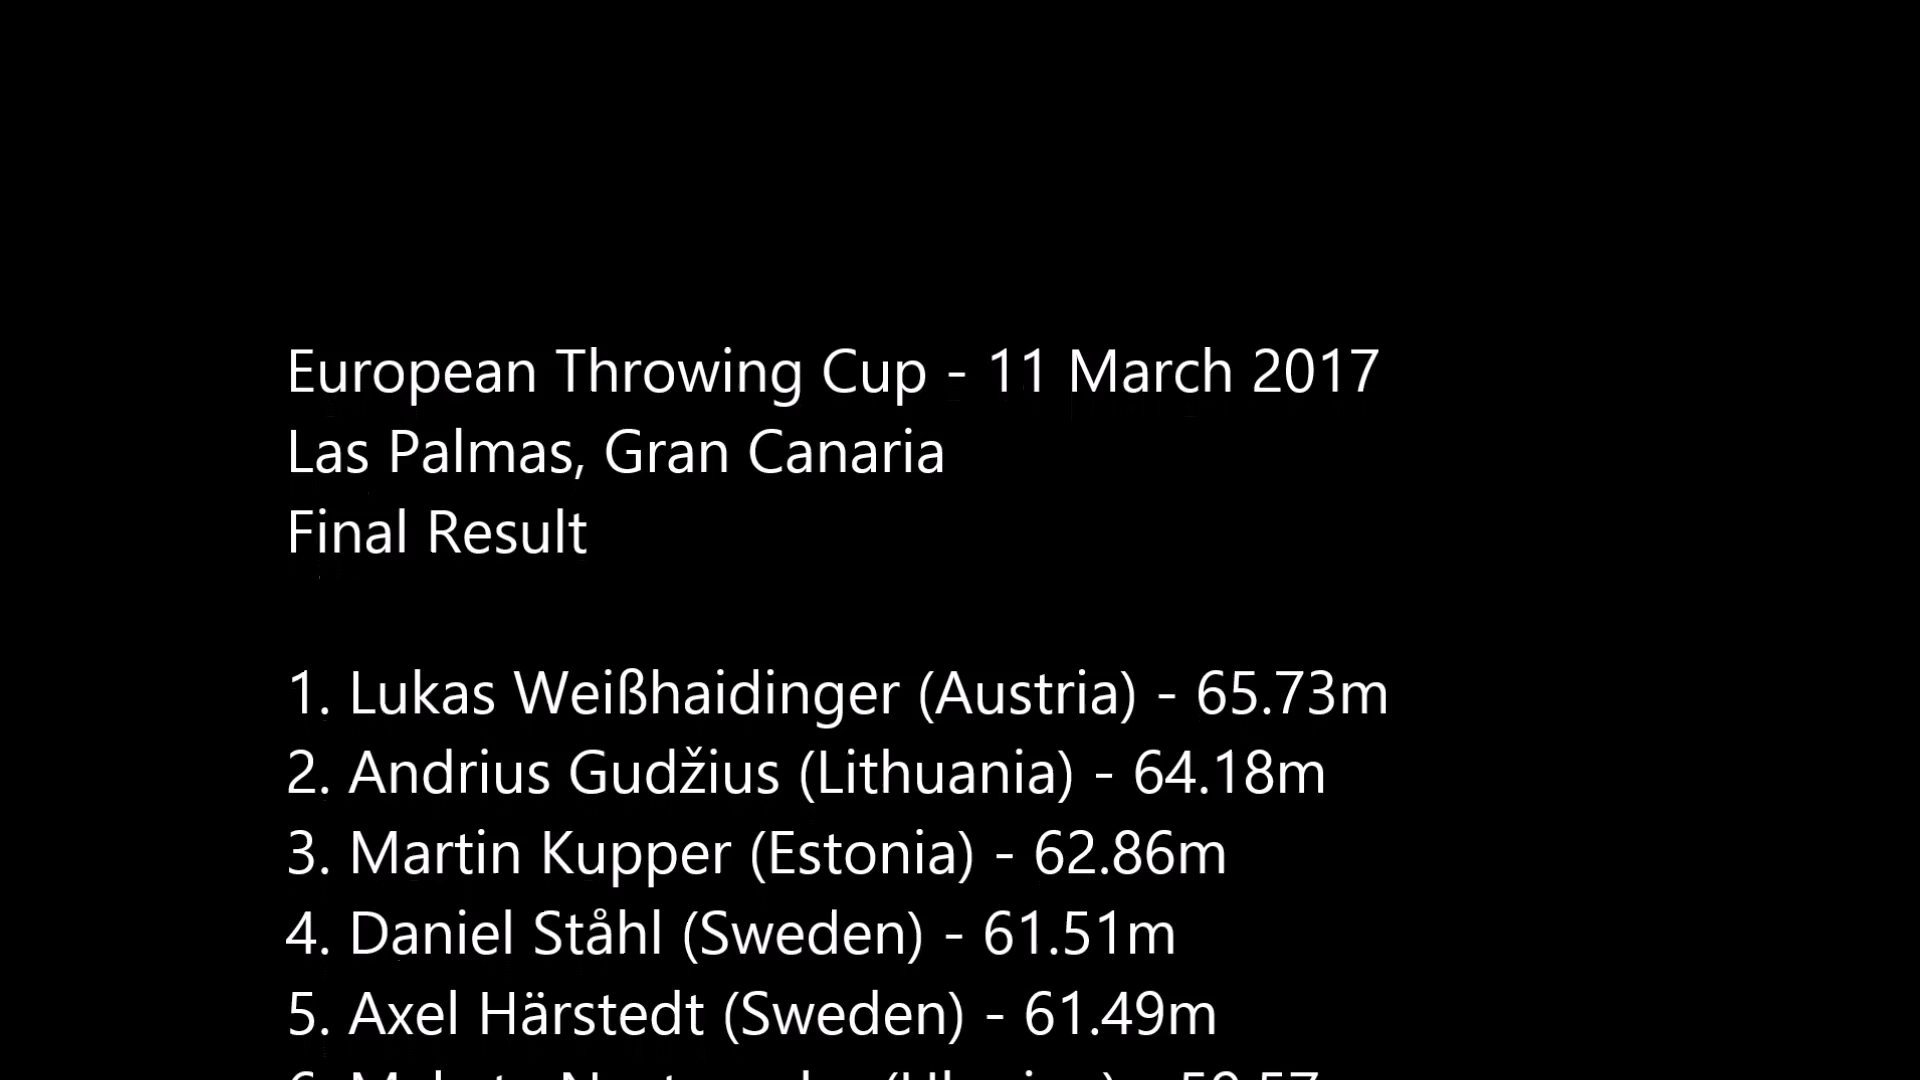 European Throwing Cup - 11 March 2017
Las Palmas, Gran Canaria
Final Result
1. Lukas Weißhaidinger (Austria) - 65.73m
2. Andrius Gudžius (Lithuania) - 64.18m
3. Martin Kupper (Estonia) - 62.86m
4. Daniel Ståhl (Sweden) - 61.51m
5. Axel Härstedt (Sweden) - 61.49m